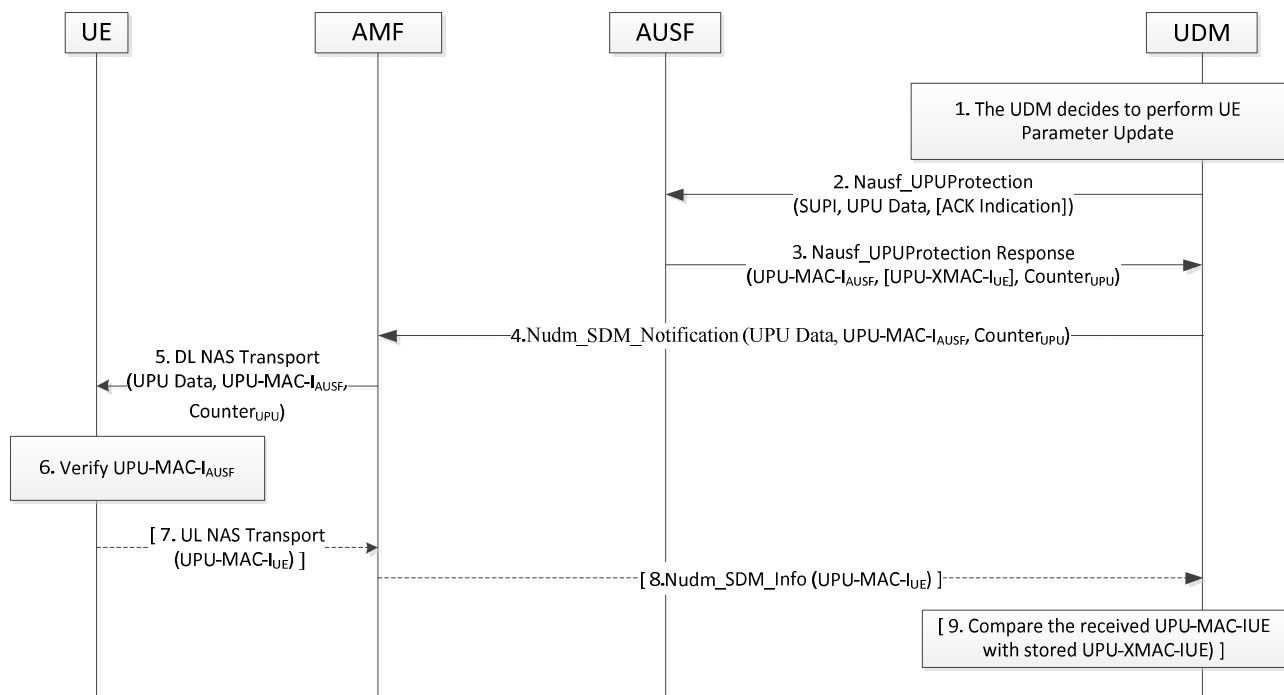 UE
AMF
AUSF
UDM
1. The UDM decides to perform UE
Parameter Update
2. Nausf_UPUProtection
(SUPI, UPU Data, [ACK Indication])
3. Nausf_UPUProtection Response
(UPU-MAC-IAUSF, [UPU-XMAC-IUE], CounterUPU)
4.Nudm_SDM_Notification (UPU Data, UPU-MAC-IAUSF, CounterUPU)
5. DL NAS Transport
(UPU Data, UPU-MAC-IAUSF,
CounterUPU)
6. Verify UPU-MAC-IAUSF
[ 7. UL NAS Transport
(UPU-MAC-IUE) ]
[ 8.Nudm_SDM_Info (UPU-MAC-IUE) ]
[ 9. Compare the received UPU-MAC-IUE
with stored UPU-XMAC-IUE) ]